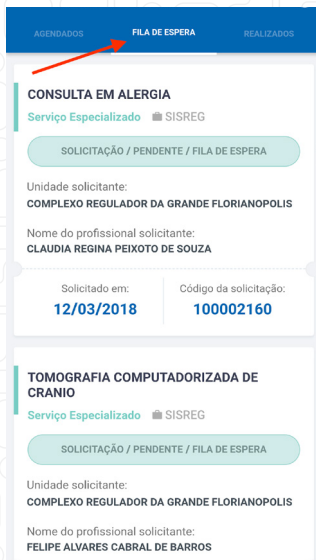 AGENDADOS FILA DE ESPERA REALIZADOS
CONSULTA EM ALERGIA
Serviço Especializado SISREG
SOLICITAÇÃO / PENDENTE / FILA DE ESPERA
Unidade solicitante:
COMPLEXO REGULADOR DA GRANDE FLORIANOPOLIS
Nome do profissional solicitante:
CLAUDIA REGINA PEIXOTO DE SOUZA
Solicitado em: Código da solicitação:
12/03/2018 100002160
TOMOGRAFIA COMPUTADORIZADA DE
CRANIO
Serviço Especializado SISREG
SOLICITAÇÃO / PENDENTE / FILA DE ESPERA
Unidade solicitante:
COMPLEXO REGULADOR DA GRANDE FLORIANOPOLIS
Nome do profissional solicitante:
FELIPE ALVARES CABRAL DE BARROS